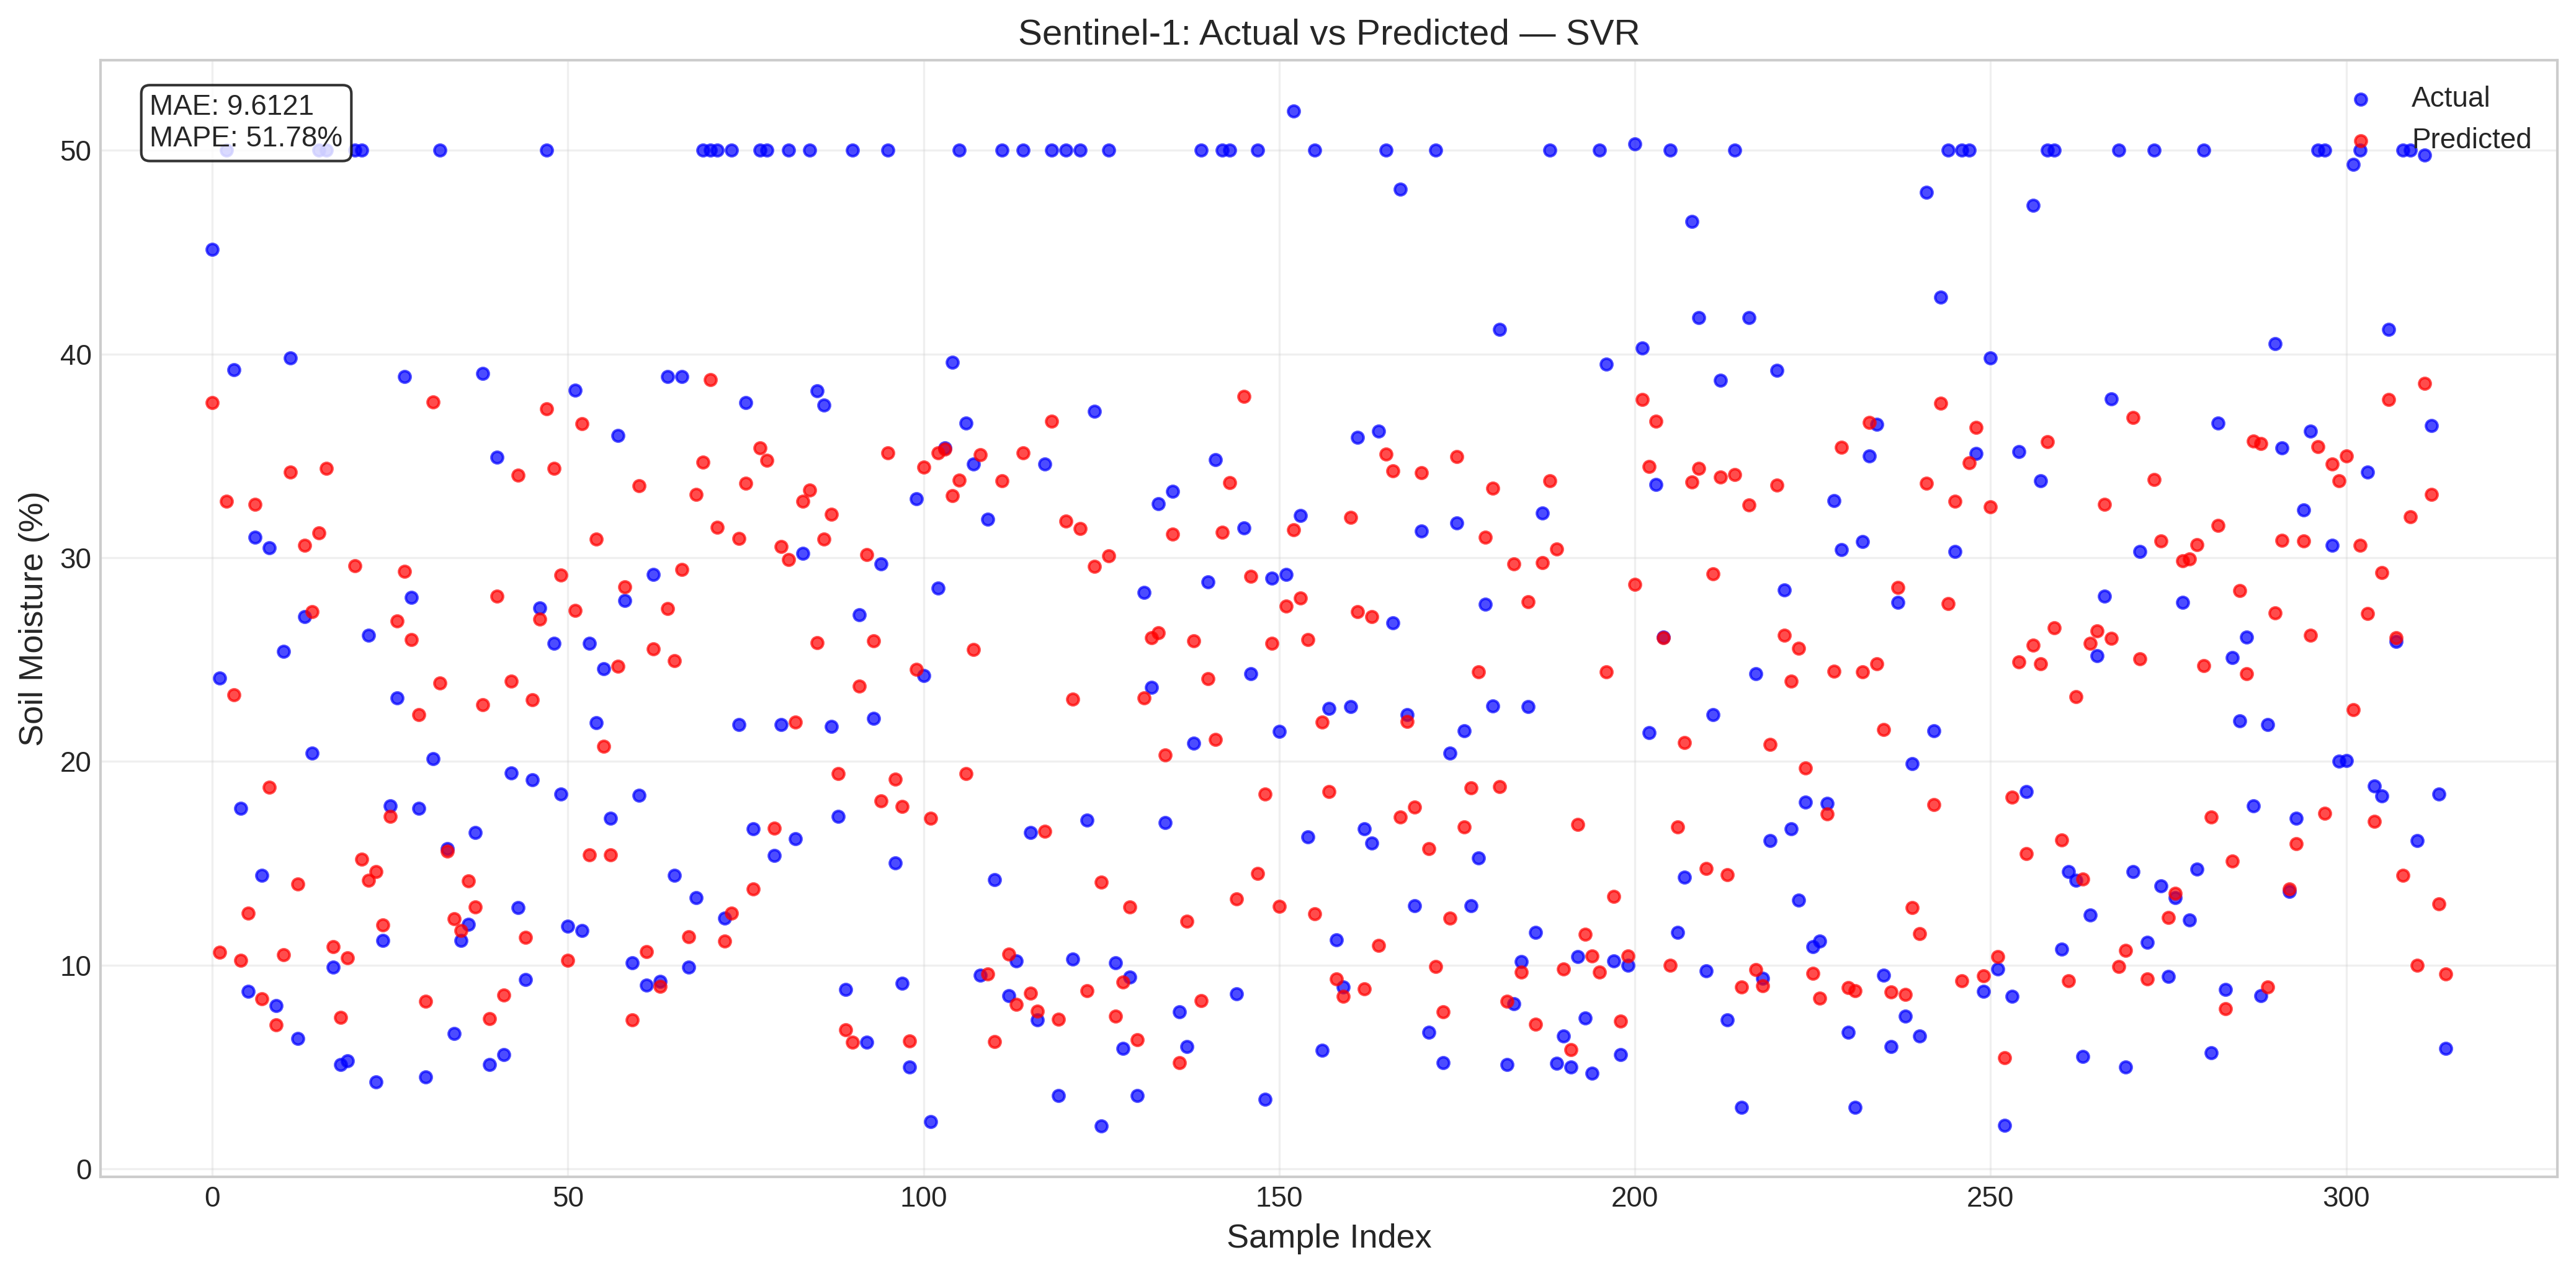 Sentinel-1: Actual vs Predicted — SVR
MAE: 9.6121
MAPE: 51.78%
Actual
Predicted
Soil Moisture (%)
50
40
30
20
10
0
0 50 100 150 200 250 300
Sample Index